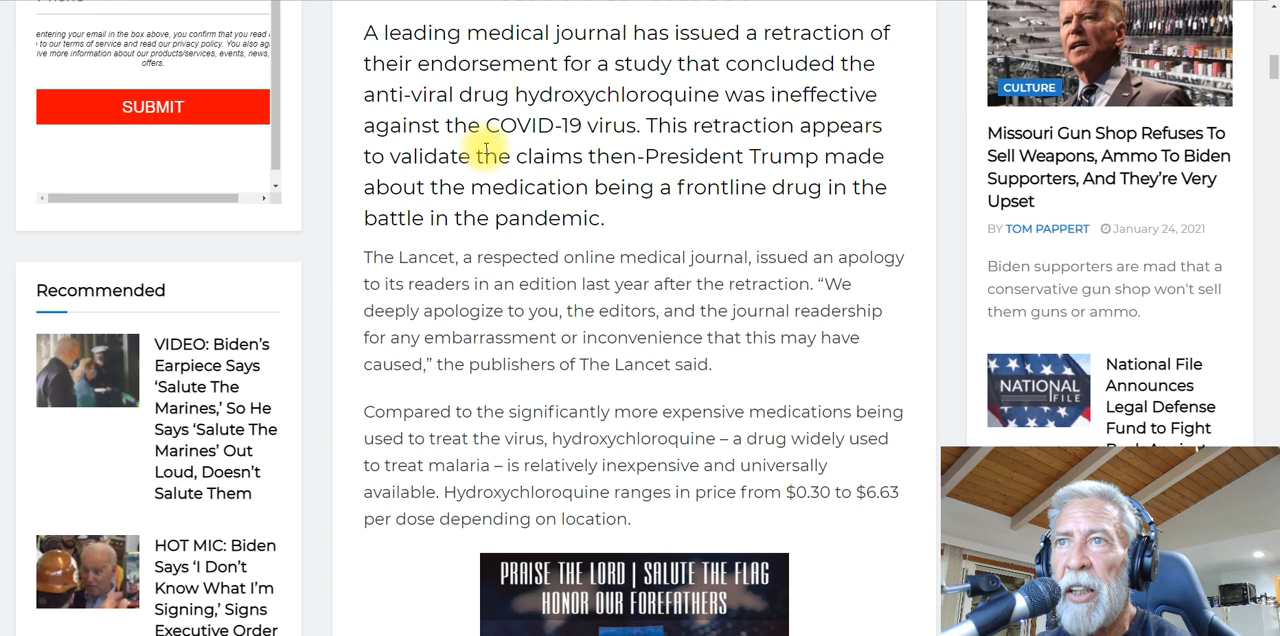 entering your email in the box above, you confirm that you read
to our terms of service and read our privacy policy. You also ag
ive more information about our products/services, events, news,
offers.
SUBMIT
Recommended
VIDEO: Biden's
Earpiece Says
‘Salute The
Marines,’ So He
Says ‘Salute The
Marines’ Out
Loud, Doesn’t
Salute Them
HOT MIC: Biden
Says ‘I Don’t
Know What I’m
Signing,’ Signs
Executive Order
A leading medical journal has issued a retraction of
their endorsement for a study that concluded the
anti-viral drug hydroxychloroquine was ineffective
against the COVID-19 virus. This retraction appears
to validate the claims then-President Trump made
about the medication being a frontline drug in the
battle in the pandemic.
The Lancet, a respected online medical journal, issued an apology
to its readers in an edition last year after the retraction. “We
deeply apologize to you, the editors, and the journal readership
for any embarrassment or inconvenience that this may have
caused,” the publishers of The Lancet said.
Compared to the significantly more expensive medications being
used to treat the virus, hydroxychloroquine – a drug widely used
to treat malaria – is relatively inexpensive and universally
available. Hydroxychloroquine ranges in price from $0.30 to $6.63
per dose depending on location.
PRAISE THE LORD | SALUTE THE FLAG
HONOR OUR FOREFATHERS
CULTURE
Missouri Gun Shop Refuses To
Sell Weapons, Ammo To Biden
Supporters, And They’re Very
Upset
BY TOM PAPPERT January 24, 2021
Biden supporters are mad that a
conservative gun shop won't sell
them guns or ammo.
NATIONAL
FILE
National File
Announces
Legal Defense
Fund to Fight